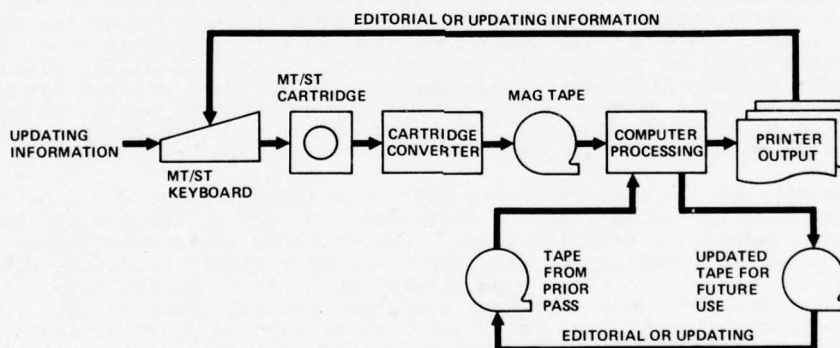 EDITORIAL OR UPDATING INFORMATION
MT/ST
CARTRIDGE
MAG TAPE
UPDATING
INFORMATION
CARTRIDGE
CONVERTER
COMPUTER
PROCESSING
PRINTER
OUTPUT
MT/ST
KEYBOARD
TAPE
FROM
PRIOR
PASS
UPDATED
TAPE FOR
FUTURE
USE
EDITORIAL OR UPDATING